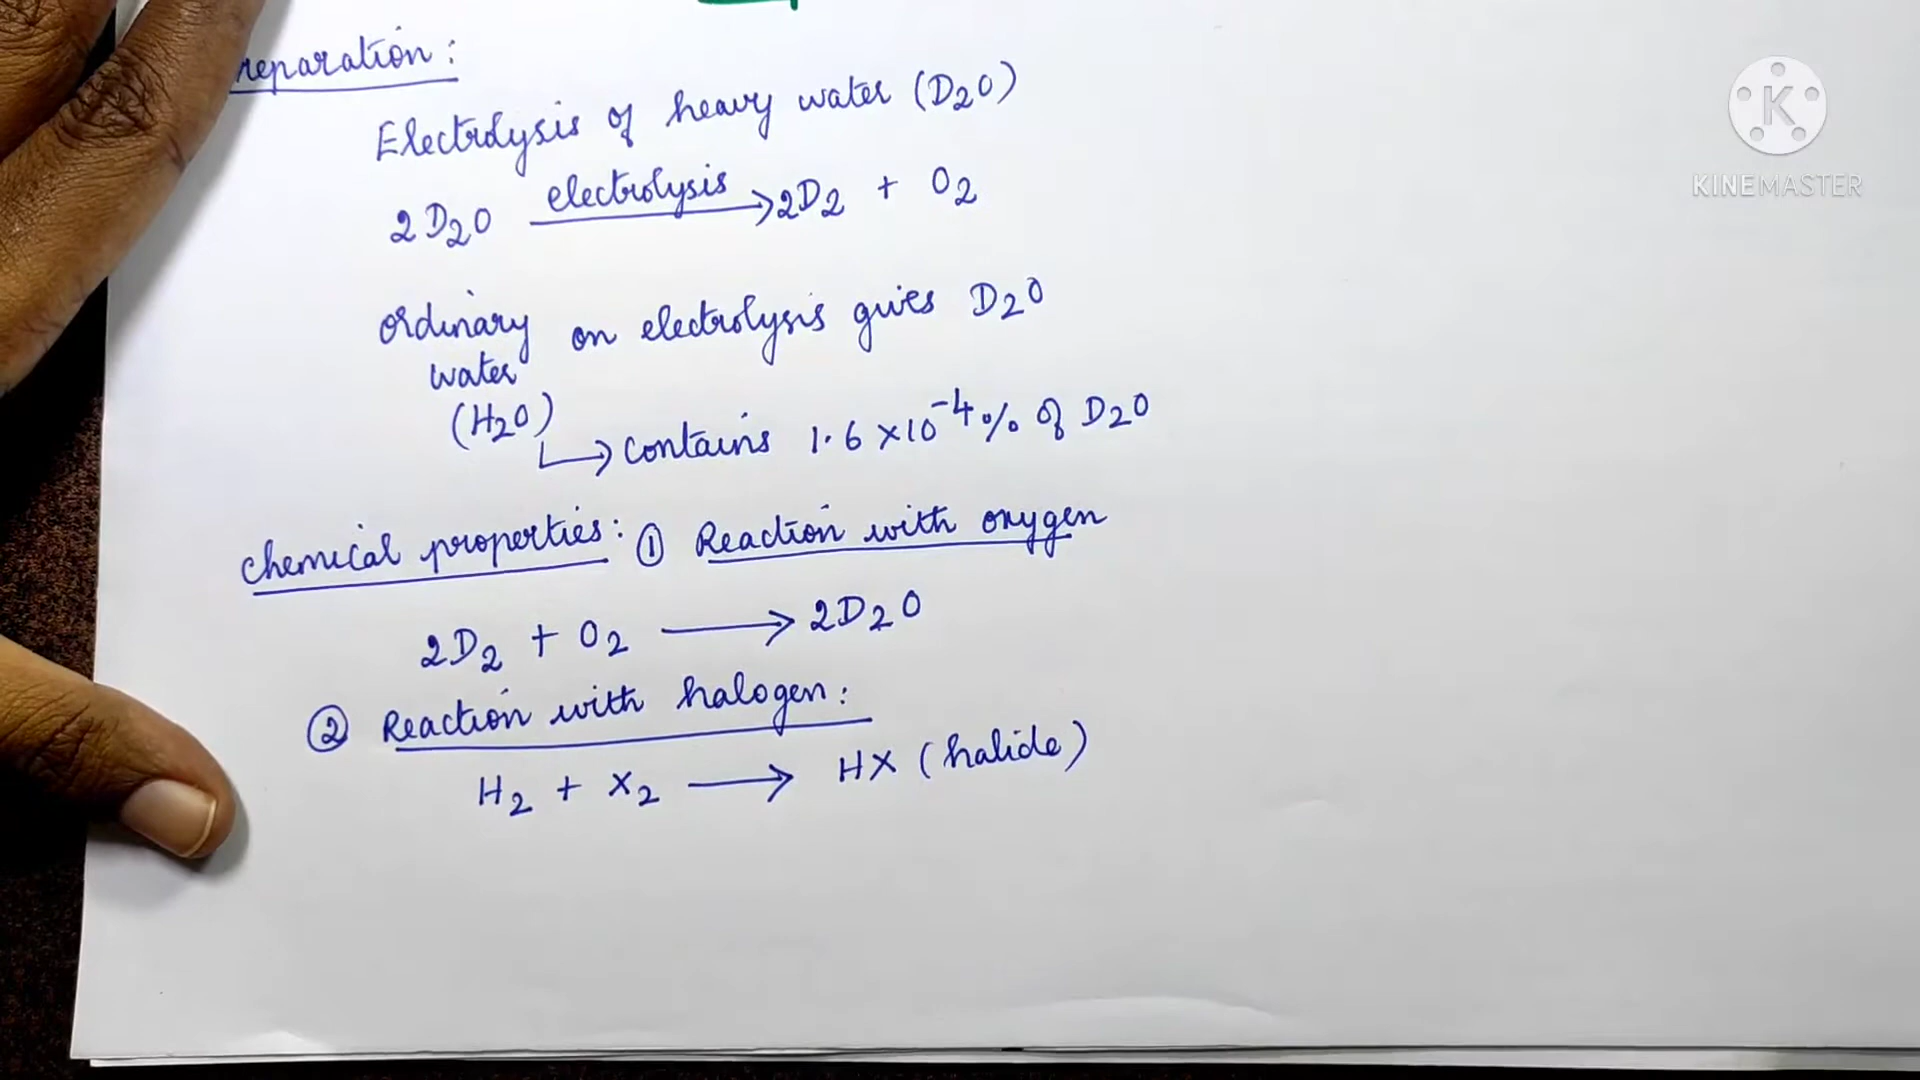 reparation:
Electrolysis of heavy water (D2O)
2D2O electrolysis → 2D2 + O2
Ordinary water (H2O) on electrolysis gives D2O
↳ contains 1.6 × 10⁻⁴ % of D2O
Chemical properties: ① Reaction with oxygen
2D2 + O2 → 2D2O
② Reaction with halogen:
H2 + X2 → HX (halide)
K
KINEMASTER